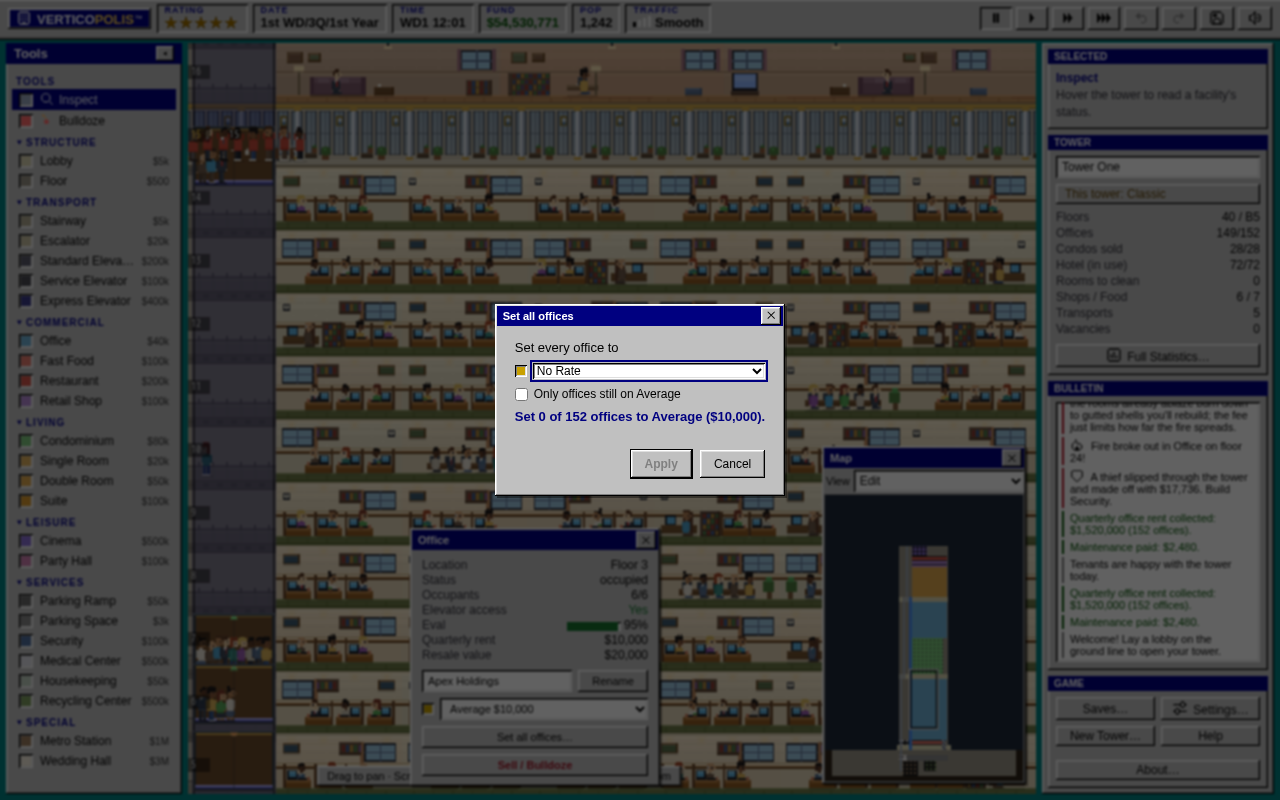 VERTICOPOLIS™
RATING
DATE
1st WD/3Q/1st Year
TIME
WD1 12:01
FUND
$54,530,771
POP
1,242
TRAFFIC
Smooth
Tools
TOOLS
Inspect
Bulldoze
STRUCTURE
Lobby $5k
Floor $500
TRANSPORT
Stairway $5k
Escalator $20k
Standard Eleva… $200k
Service Elevator $100k
Express Elevator $400k
COMMERCIAL
Office $40k
Fast Food $100k
Restaurant $200k
Retail Shop $100k
LIVING
Condominium $80k
Single Room $20k
Double Room $50k
Suite $100k
LEISURE
Cinema $500k
Party Hall $100k
SERVICES
Parking Ramp $50k
Parking Space $3k
Security $100k
Medical Center $500k
Housekeeping $50k
Recycling Center $500k
SPECIAL
Metro Station $1M
Wedding Hall $3M
Set all offices
Set every office to
No Rate
Only offices still on Average
Set 0 of 152 offices to Average ($10,000).
Apply
Cancel
Office
Location Floor 3
Status occupied
Occupants 6/6
Elevator access Yes
Eval 95%
Quarterly rent $10,000
Resale value $20,000
Apex Holdings
Rename
Average $10,000
Set all offices…
Sell / Bulldoze
Drag to pan · Scr
Map
View Edit
SELECTED
Inspect
Hover the tower to read a facility's
status.
TOWER
Tower One
This tower: Classic
Floors 40 / B5
Offices 149/152
Condos sold 28/28
Hotel (in use) 72/72
Rooms to clean 0
Shops / Food 6 / 7
Transports 5
Vacancies 0
Full Statistics…
BULLETIN
the rooms already ablaze burn down
to gutted shells you'll rebuild; the fee
just limits how far the fire spreads.
Fire broke out in Office on floor
24!
A thief slipped through the tower
and made off with $17,736. Build
Security.
Quarterly office rent collected:
$1,520,000 (152 offices).
Maintenance paid: $2,480.
Tenants are happy with the tower
today.
Quarterly office rent collected:
$1,520,000 (152 offices).
Maintenance paid: $2,480.
Welcome! Lay a lobby on the
ground line to open your tower.
GAME
Saves…
Settings…
New Tower…
Help
About…